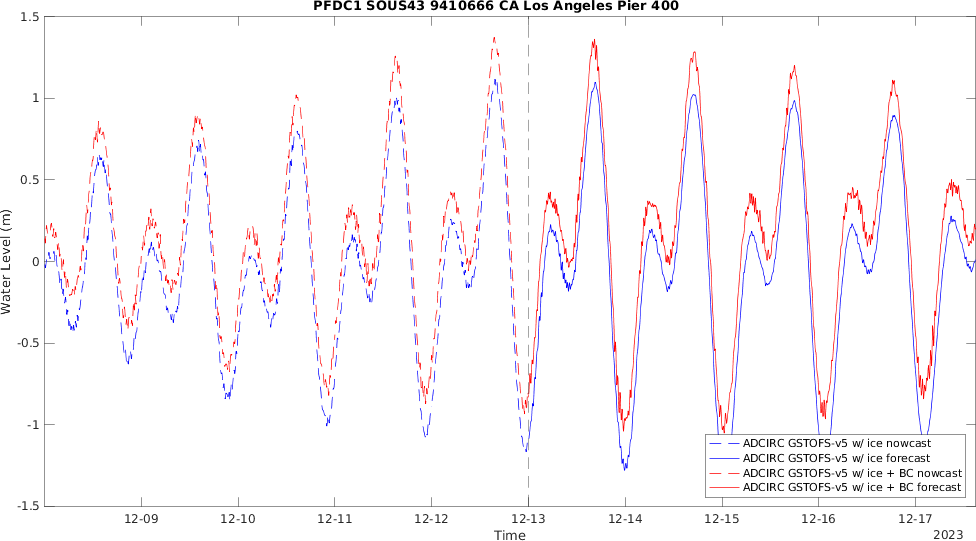 PFDC1 SOUS43 9410666 CA Los Angeles Pier 400
1.5
1
0.5
0
-0.5
-1
-1.5
Water Level (m)
12-09
12-10
12-11
12-12
12-13
12-14
12-15
12-16
12-17
Time
2023
ADCIRC GSTOFS-v5 w/ ice nowcast
ADCIRC GSTOFS-v5 w/ ice forecast
ADCIRC GSTOFS-v5 w/ ice + BC nowcast
ADCIRC GSTOFS-v5 w/ ice + BC forecast